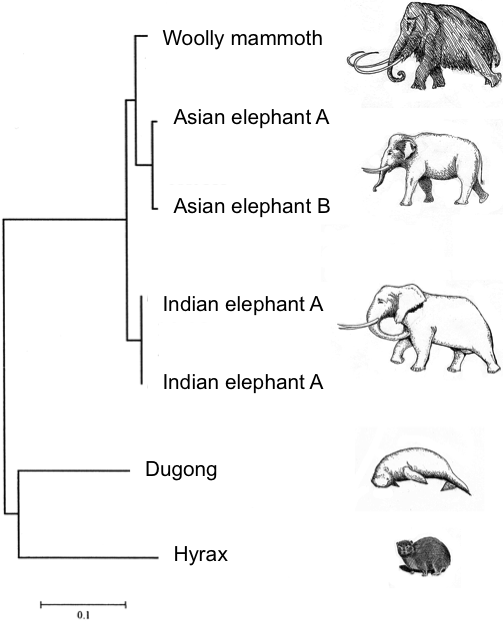 Woolly mammoth
Asian elephant A
Asian elephant B
Indian elephant A
Indian elephant A
Dugong
Hyrax
0.1